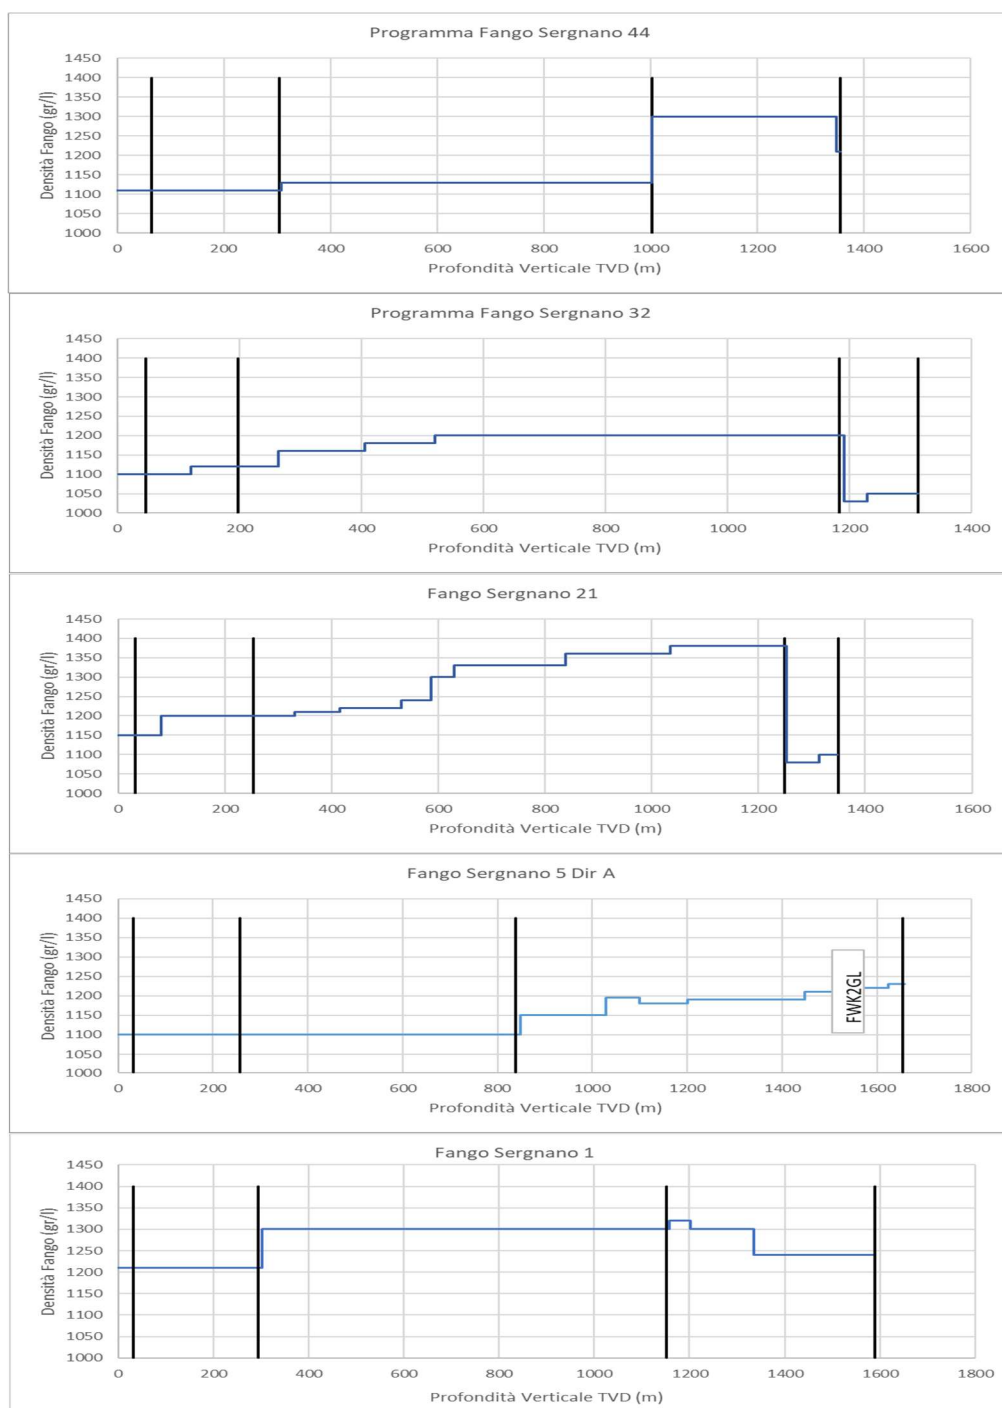 Programma Fango Sergnano 44
1450
1400
1350
1300
1250
1200
1150
1100
1050
1000
Densità Fango (gr/l)
0 200 400 600 800 1000 1200 1400 1600
Profondità Verticale TVD (m)
Programma Fango Sergnano 32
1450
1400
1350
1300
1250
1200
1150
1100
1050
1000
Densità Fango (gr/l)
0 200 400 600 800 1000 1200 1400
Profondità Verticale TVD (m)
Fango Sergnano 21
1450
1400
1350
1300
1250
1200
1150
1100
1050
1000
Densità Fango (gr/l)
0 200 400 600 800 1000 1200 1400 1600
Profondità Verticale TVD (m)
Fango Sergnano 5 Dir A
1450
1400
1350
1300
1250
1200
1150
1100
1050
1000
Densità Fango (gr/l)
FWK2GL
0 200 400 600 800 1000 1200 1400 1600 1800
Profondità Verticale TVD (m)
Fango Sergnano 1
1450
1400
1350
1300
1250
1200
1150
1100
1050
1000
Densità Fango (gr/l)
0 200 400 600 800 1000 1200 1400 1600 1800
Profondità Verticale TVD (m)